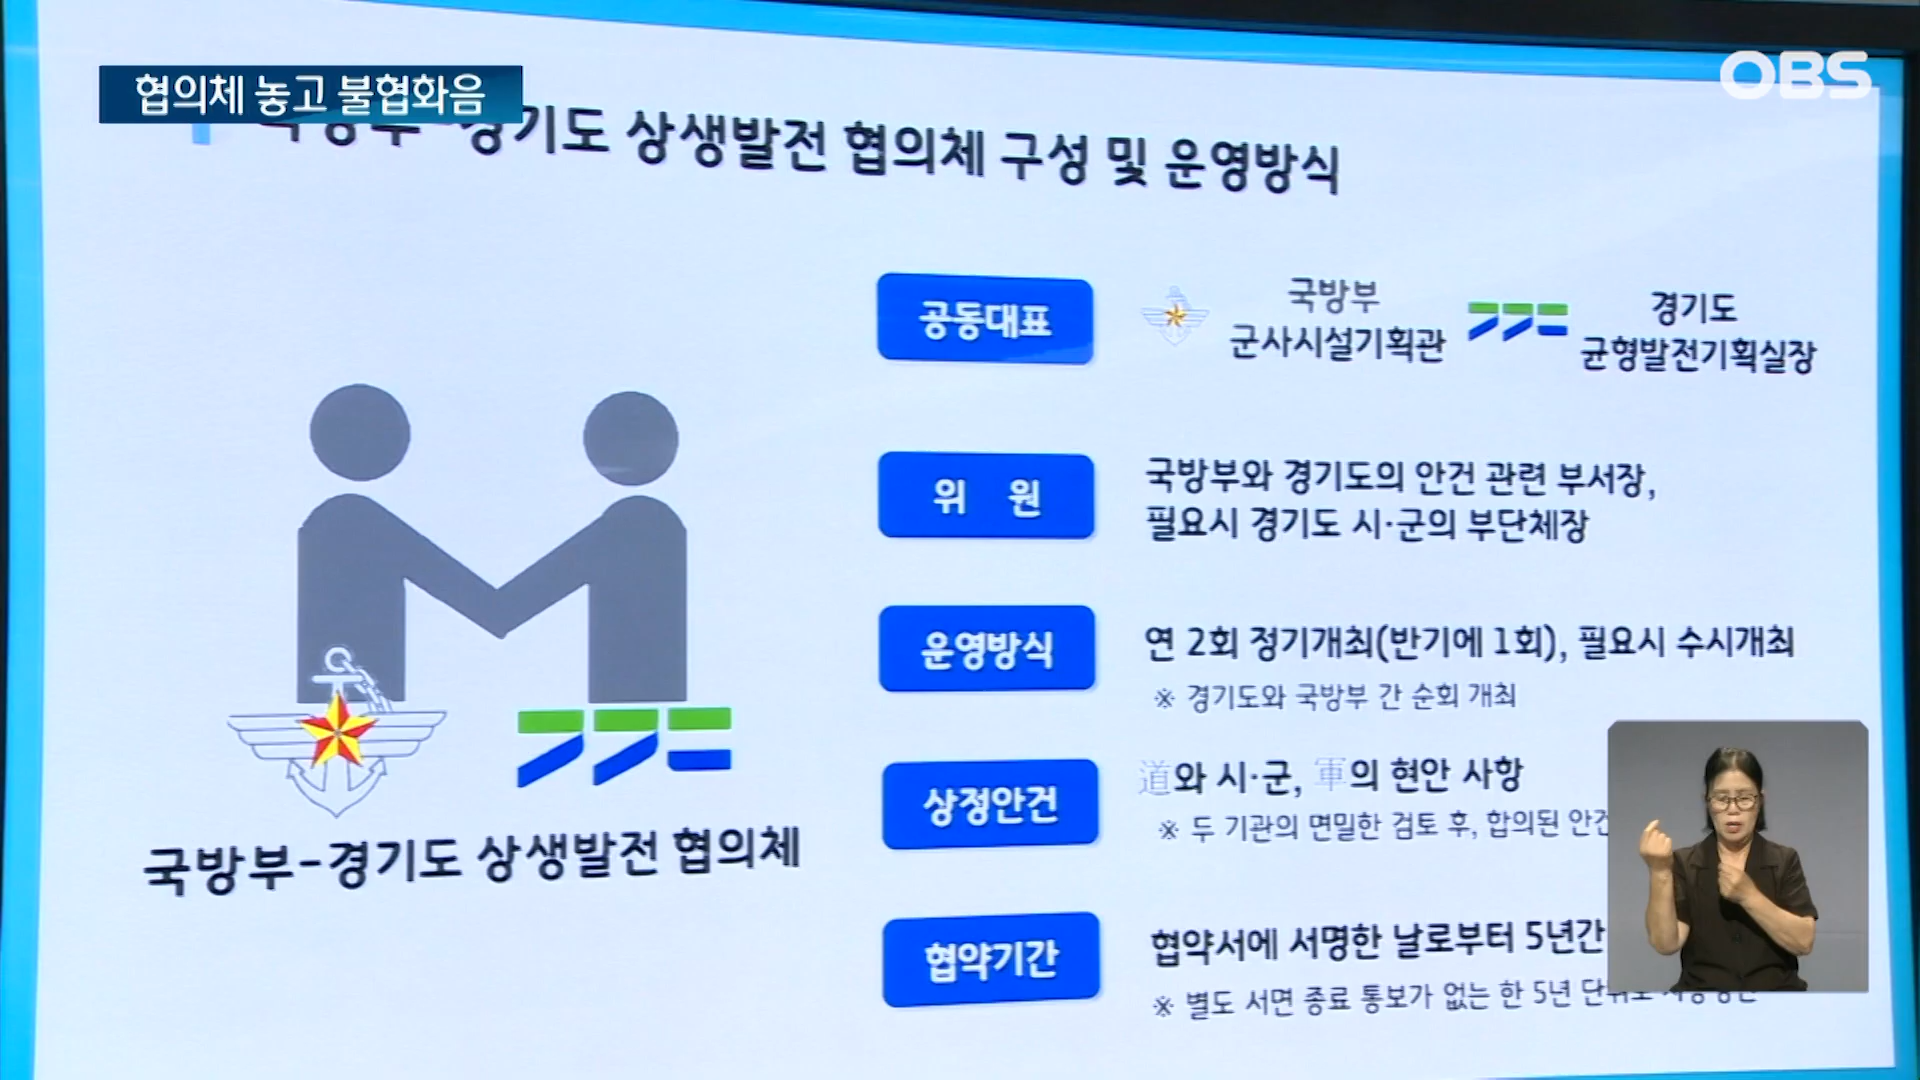 협의체 놓고 불협화음
OBS
경기도 상생발전 협의체 구성 및 운영방식
공동대표
국방부
군사시설기획관
경기도
균형발전기획실장
위 원
국방부와 경기도의 안건 관련 부서장,
필요시 경기도 시·군의 부단체장
운영방식
연 2회 정기개최(반기에 1회), 필요시 수시개최
※ 경기도와 국방부 간 순회 개최
상정안건
道와 시·군, 軍의 현안 사항
※ 두 기관의 면밀한 검토 후, 합의된 안건
협약기간
협약서에 서명한 날로부터 5년간
※ 별도 서면 종료 통보가 없는 한 5년
국방부-경기도 상생발전 협의체